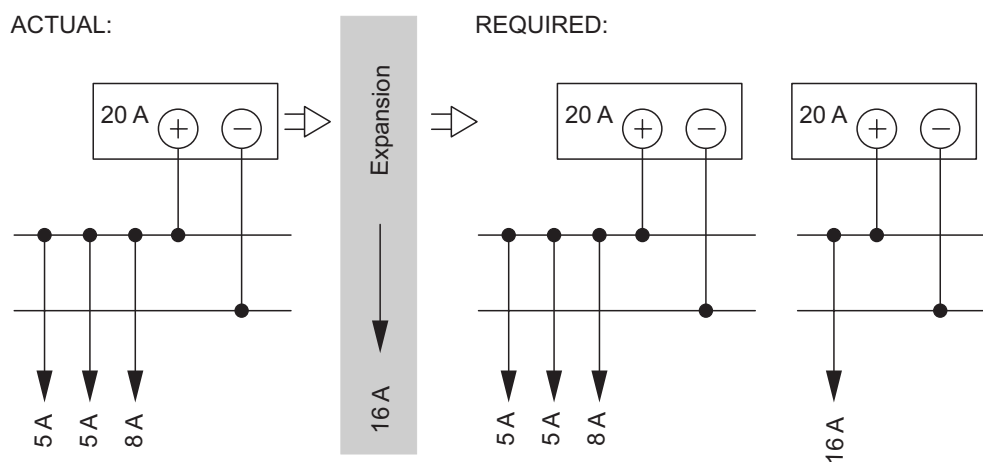 ACTUAL:
REQUIRED:
20 A
+
−
Expansion
16 A
20 A
+
−
20 A
+
−
5 A
5 A
8 A
5 A
5 A
8 A
16 A